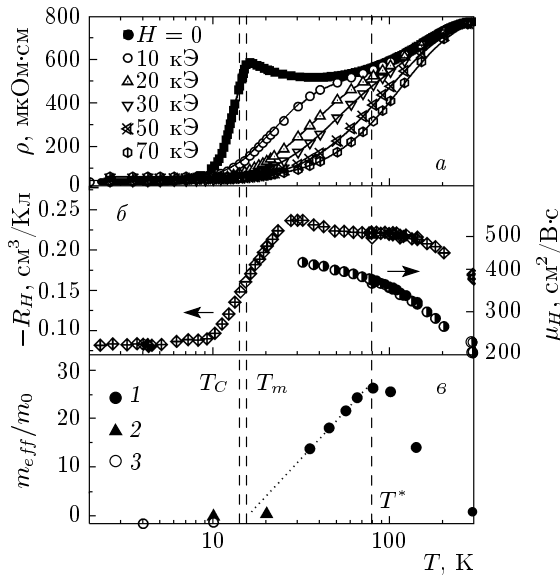 800
600
400
200
0
ρ, мкОм·см
H = 0
10 кЭ
20 кЭ
30 кЭ
50 кЭ
70 кЭ
а
0.25
0.20
0.15
0.10
−R_H, см³/Кл
б
500
400
300
200
μ_H, см²/В·с
30
20
10
0
m_eff/m_0
T_C
T_m
в
1
2
3
T*
10
100
T, К